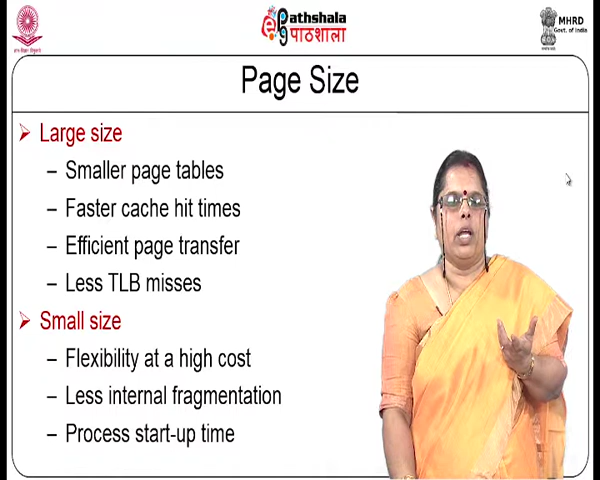 Pathshala
पाठशाला
MHRD
Govt. of India
Page Size
➢ Large size
– Smaller page tables
– Faster cache hit times
– Efficient page transfer
– Less TLB misses
➢ Small size
– Flexibility at a high cost
– Less internal fragmentation
– Process start-up time